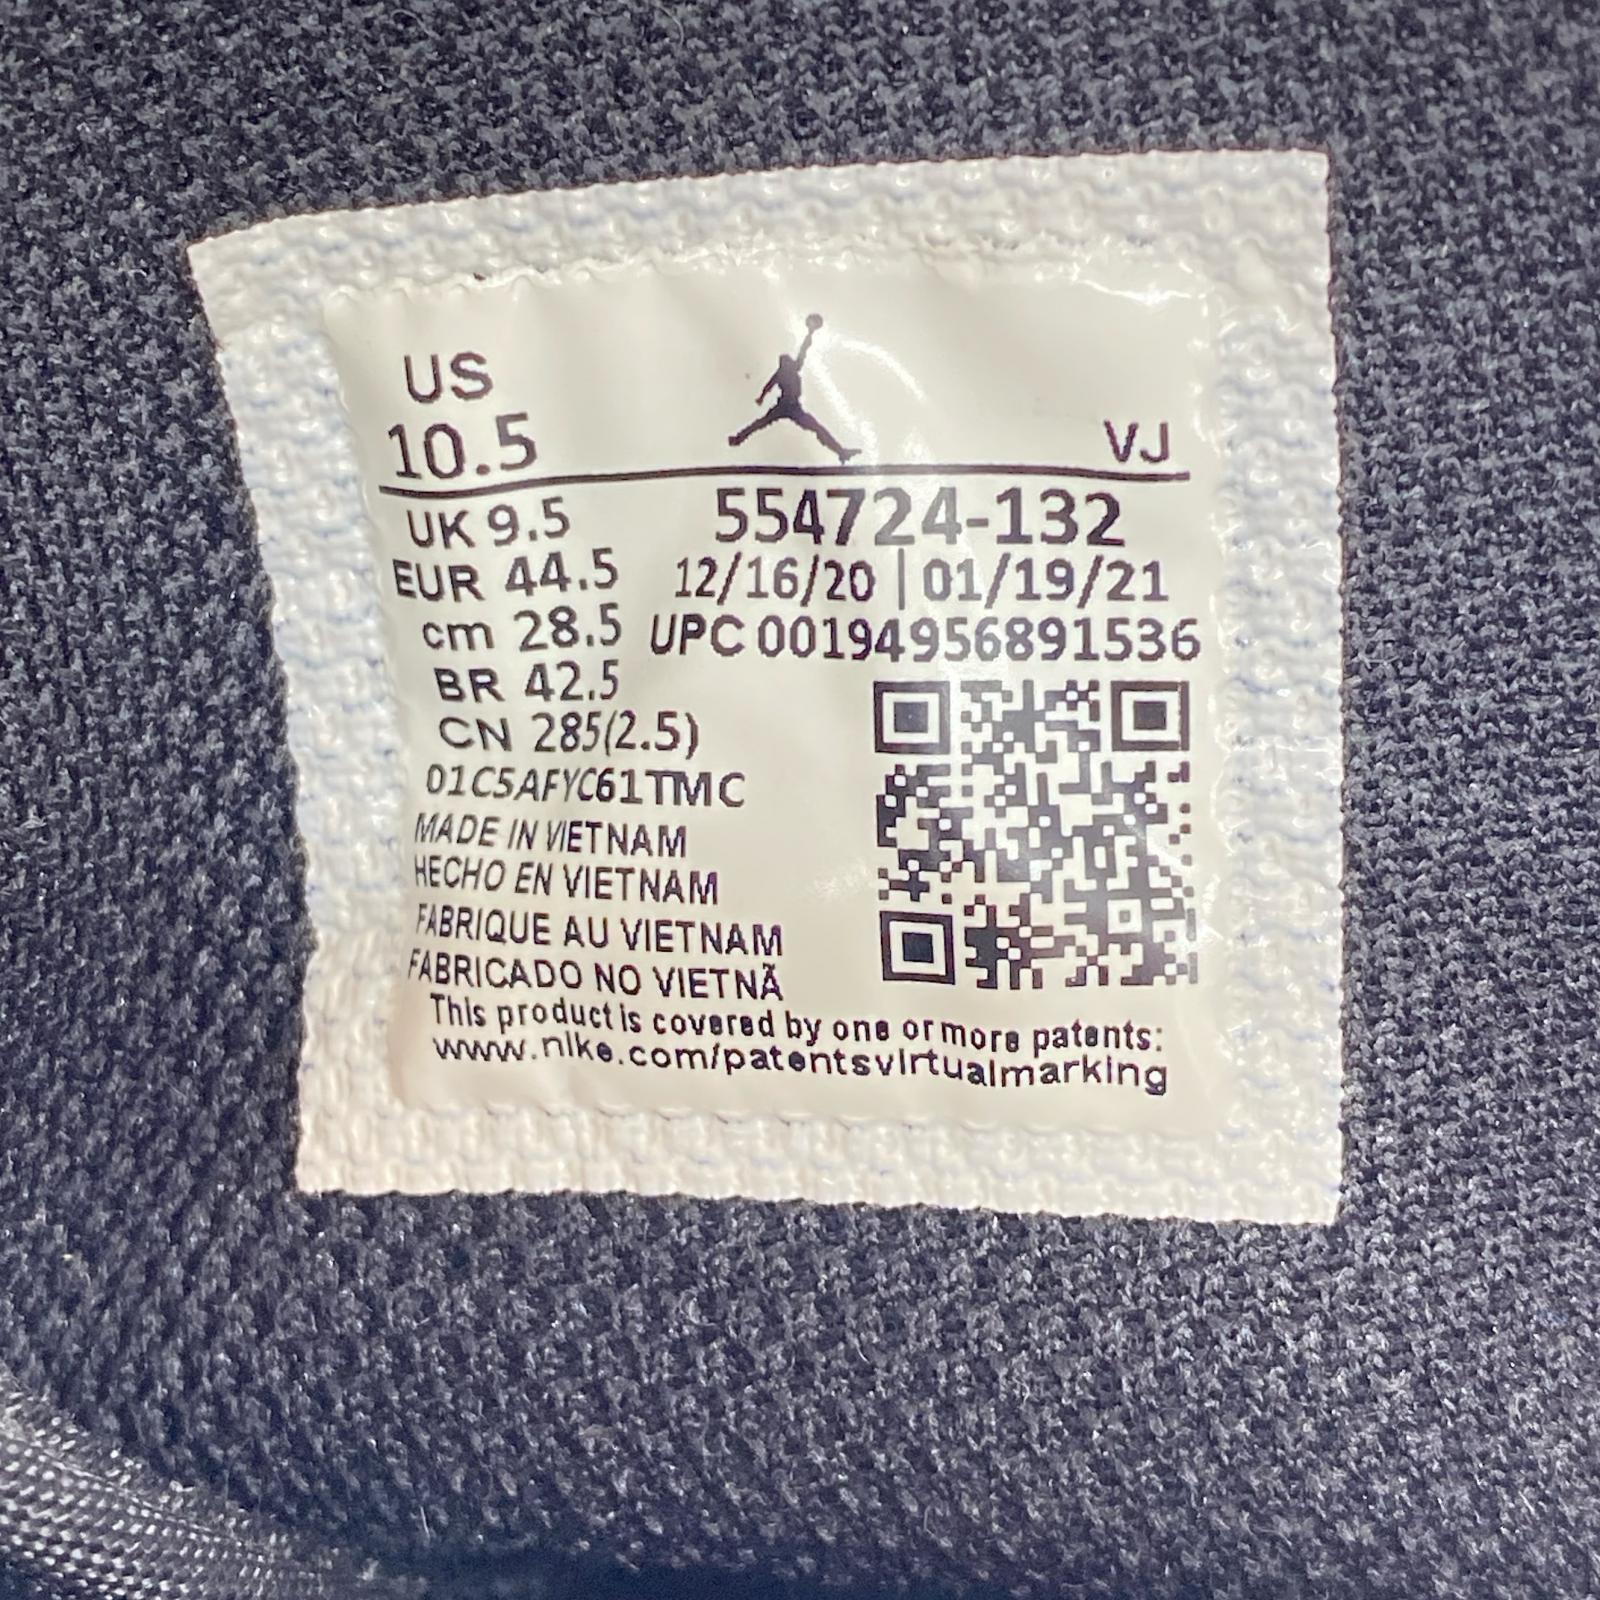 US
10.5
VJ
UK 9.5
554724-132
EUR 44.5
12/16/20 | 01/19/21
cm 28.5
UPC 00194956891536
BR 42.5
CN 285(2.5)
01C5AFYC61TMC
MADE IN VIETNAM
HECHO EN VIETNAM
FABRIQUE AU VIETNAM
FABRICADO NO VIETNÃ
This product is covered by one or more patents:
www.nike.com/patentsvirtualmarking